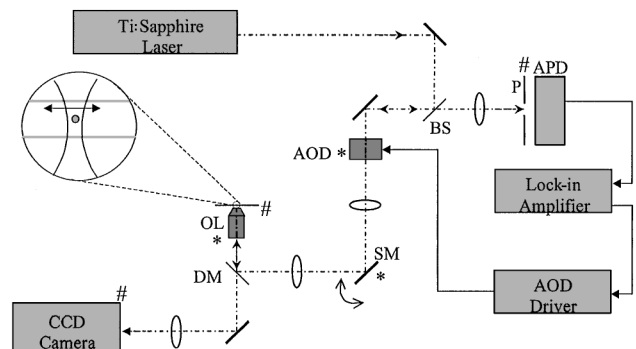 Ti:Sapphire
Laser
#
P
APD
BS
AOD *
Lock-in
Amplifier
OL
*
#
SM
*
DM
AOD
Driver
#
CCD
Camera